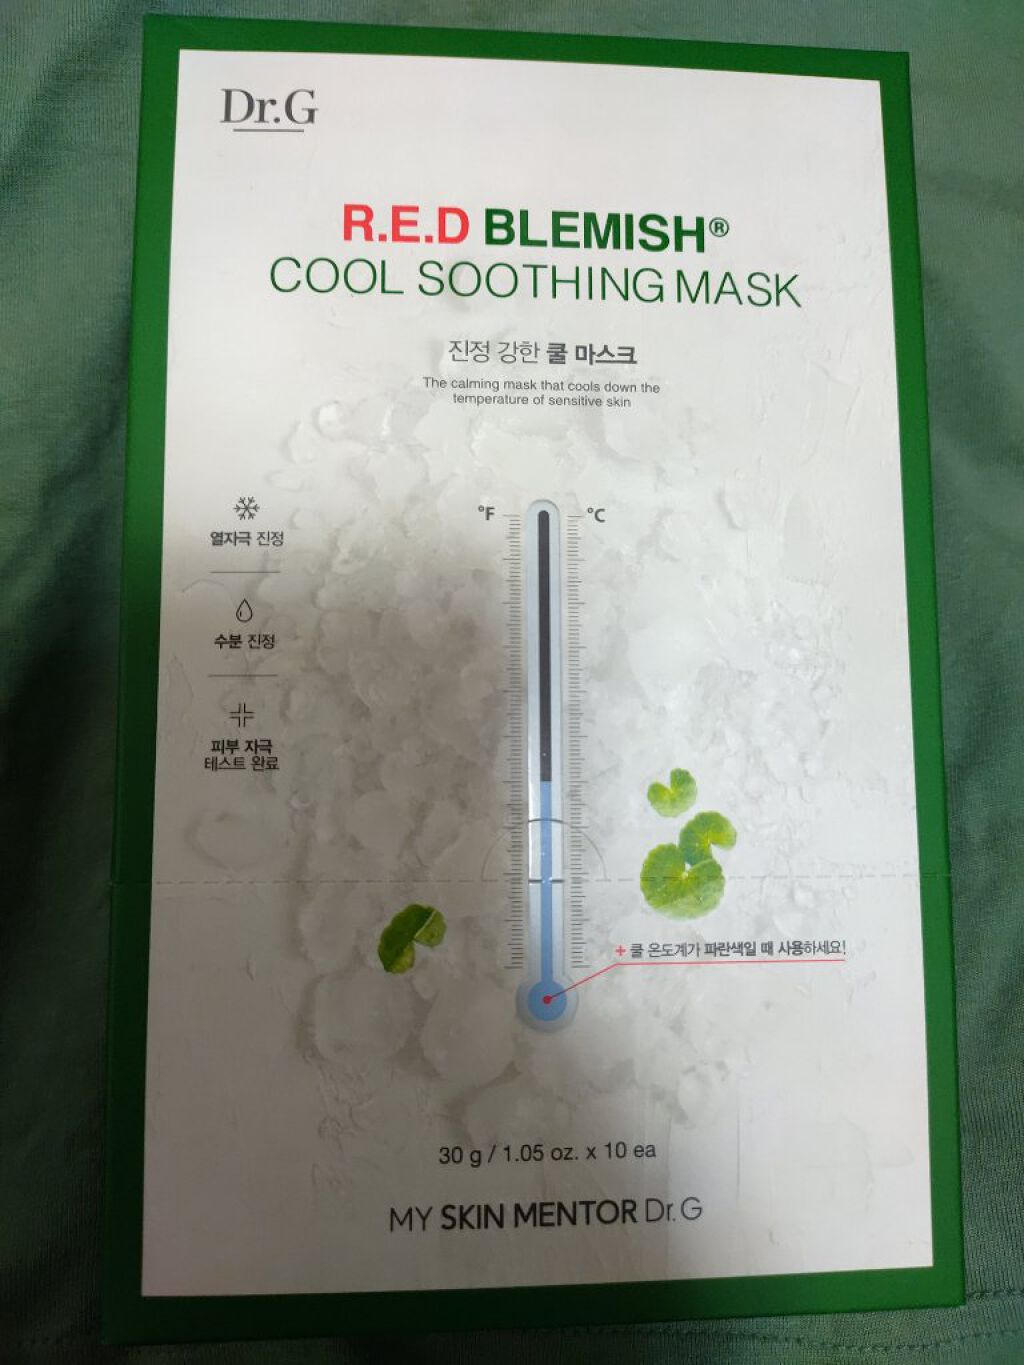 Dr.G
R.E.D BLEMISH®
COOL SOOTHING MASK
진정 강한 쿨 마스크
The calming mask that cools down the
temperature of sensitive skin
°F
°C
열자극 진정
수분 진정
피부 자극
테스트 완료
+ 쿨 온도계가 파란색일 때 사용하세요!
30 g / 1.05 oz. x 10 ea
MY SKIN MENTOR Dr.G